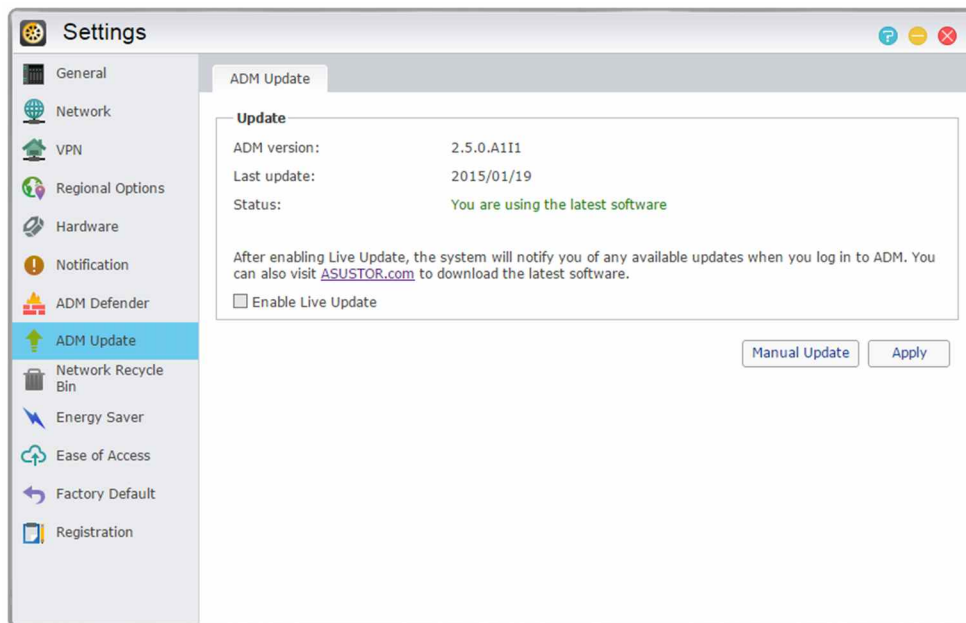 Settings
General
Network
VPN
Regional Options
Hardware
Notification
ADM Defender
ADM Update
Network Recycle
Bin
Energy Saver
Ease of Access
Factory Default
Registration
ADM Update
Update
ADM version: 2.5.0.A1I1
Last update: 2015/01/19
Status: You are using the latest software
After enabling Live Update, the system will notify you of any available updates when you log in to ADM. You
can also visit ASUSTOR.com to download the latest software.
Enable Live Update
Manual Update Apply